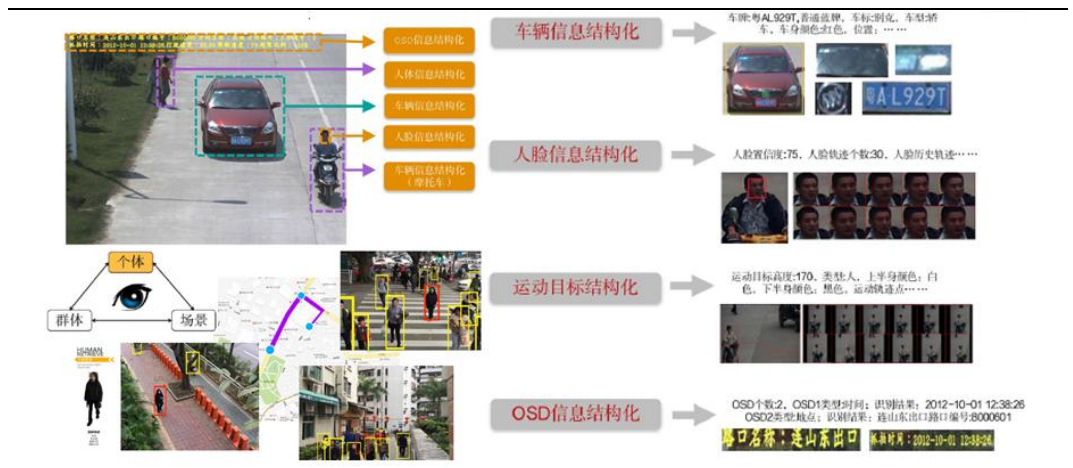 OSD信息结构化
人体信息结构化
车辆信息结构化
人脸信息结构化
车辆信息结构化
（摩托车）
个体
群体
场景
HUMAN
RETRIEVE
车辆信息结构化
车牌:粤AL929T,普通蓝牌，车标:别克，车型:轿
车，车身颜色:红色，位置：……
粤AL929T
人脸信息结构化
人脸置信度:75，人脸轨迹个数:30，人脸历史轨迹……
运动目标结构化
运动目标高度:170，类型:人，上半身颜色：白
色，下半身颜色：黑色，运动轨迹点……
OSD信息结构化
OSD个数:2，OSD1类型:时间；识别结果：2012-10-01 12:38:26
OSD2类型:地点；识别结果：连山东出口路口编号:8000601
路口名称：莲山东出口
抓拍时间：2012-10-01 12:38:26